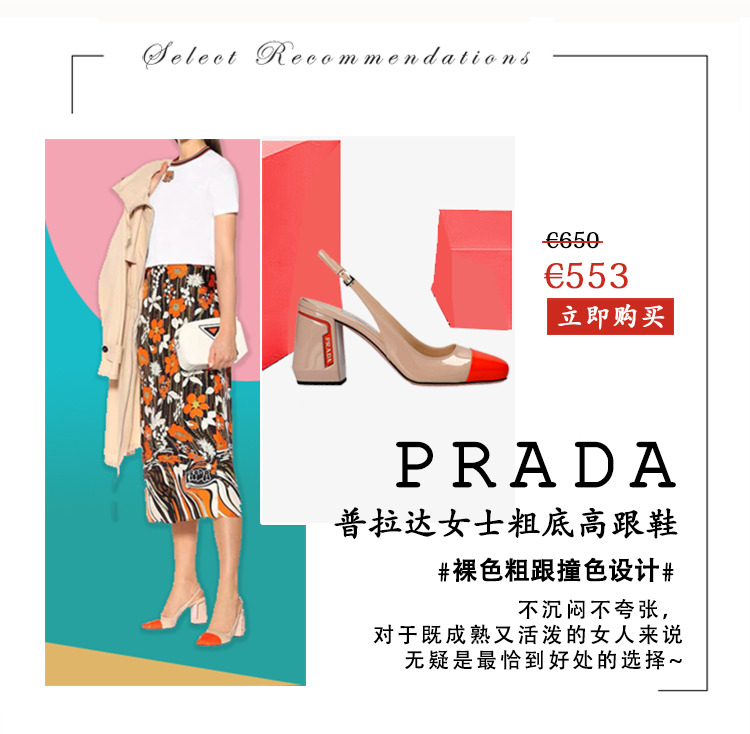 Select Recommendations
€650
€553
立即购买
PRADA
PRADA
普拉达女士粗底高跟鞋
#裸色粗跟撞色设计#
不沉闷不夸张，
对于既成熟又活泼的女人来说
无疑是最恰到好处的选择~